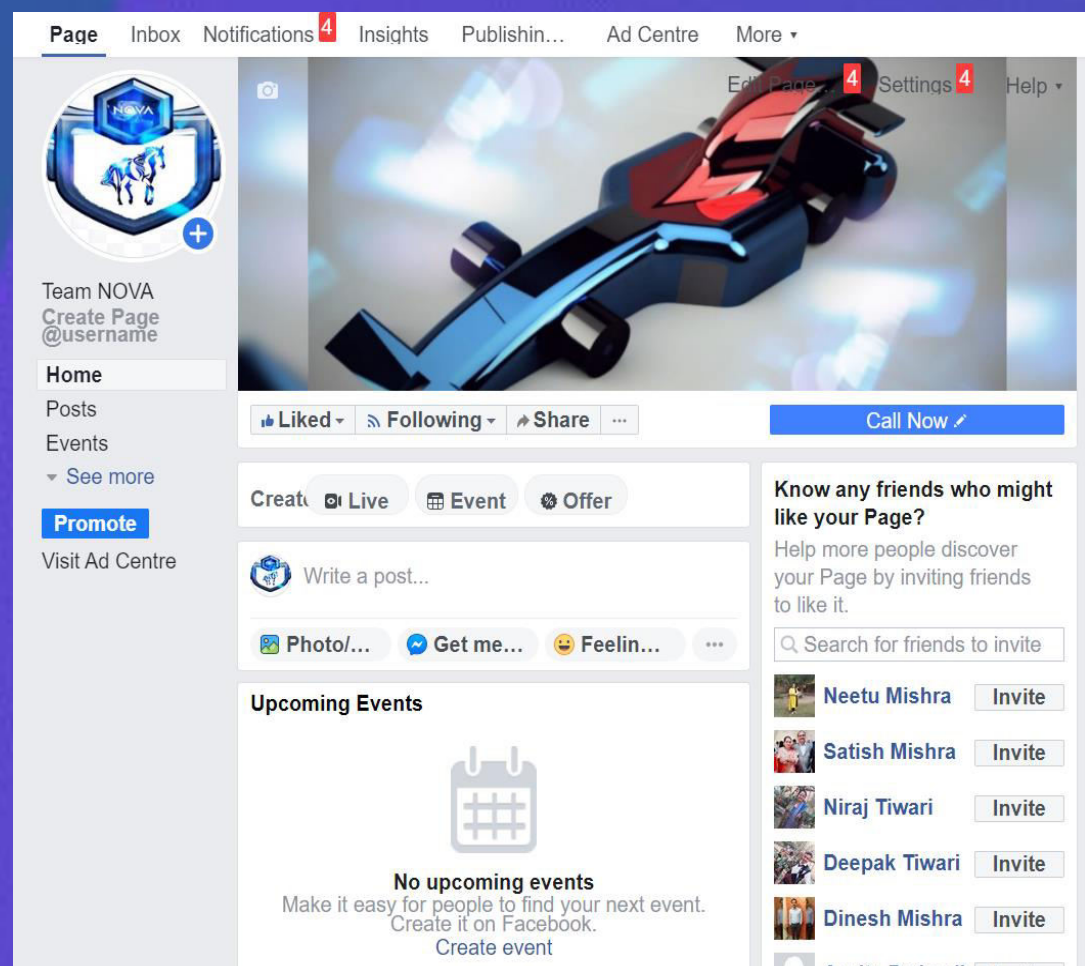 Page Inbox Notifications 4 Insights Publishin... Ad Centre More
Edit Page... 4 Settings 4 Help
NOVA
Team NOVA
Create Page
@username
Home
Posts
Events
See more
Promote
Visit Ad Centre
Liked Following Share ...
Call Now
Create Live Event Offer
Write a post...
Photo/... Get me... Feelin... ...
Upcoming Events
No upcoming events
Make it easy for people to find your next event.
Create it on Facebook.
Create event
Know any friends who might
like your Page?
Help more people discover
your Page by inviting friends
to like it.
Search for friends to invite
Neetu Mishra Invite
Satish Mishra Invite
Niraj Tiwari Invite
Deepak Tiwari Invite
Dinesh Mishra Invite